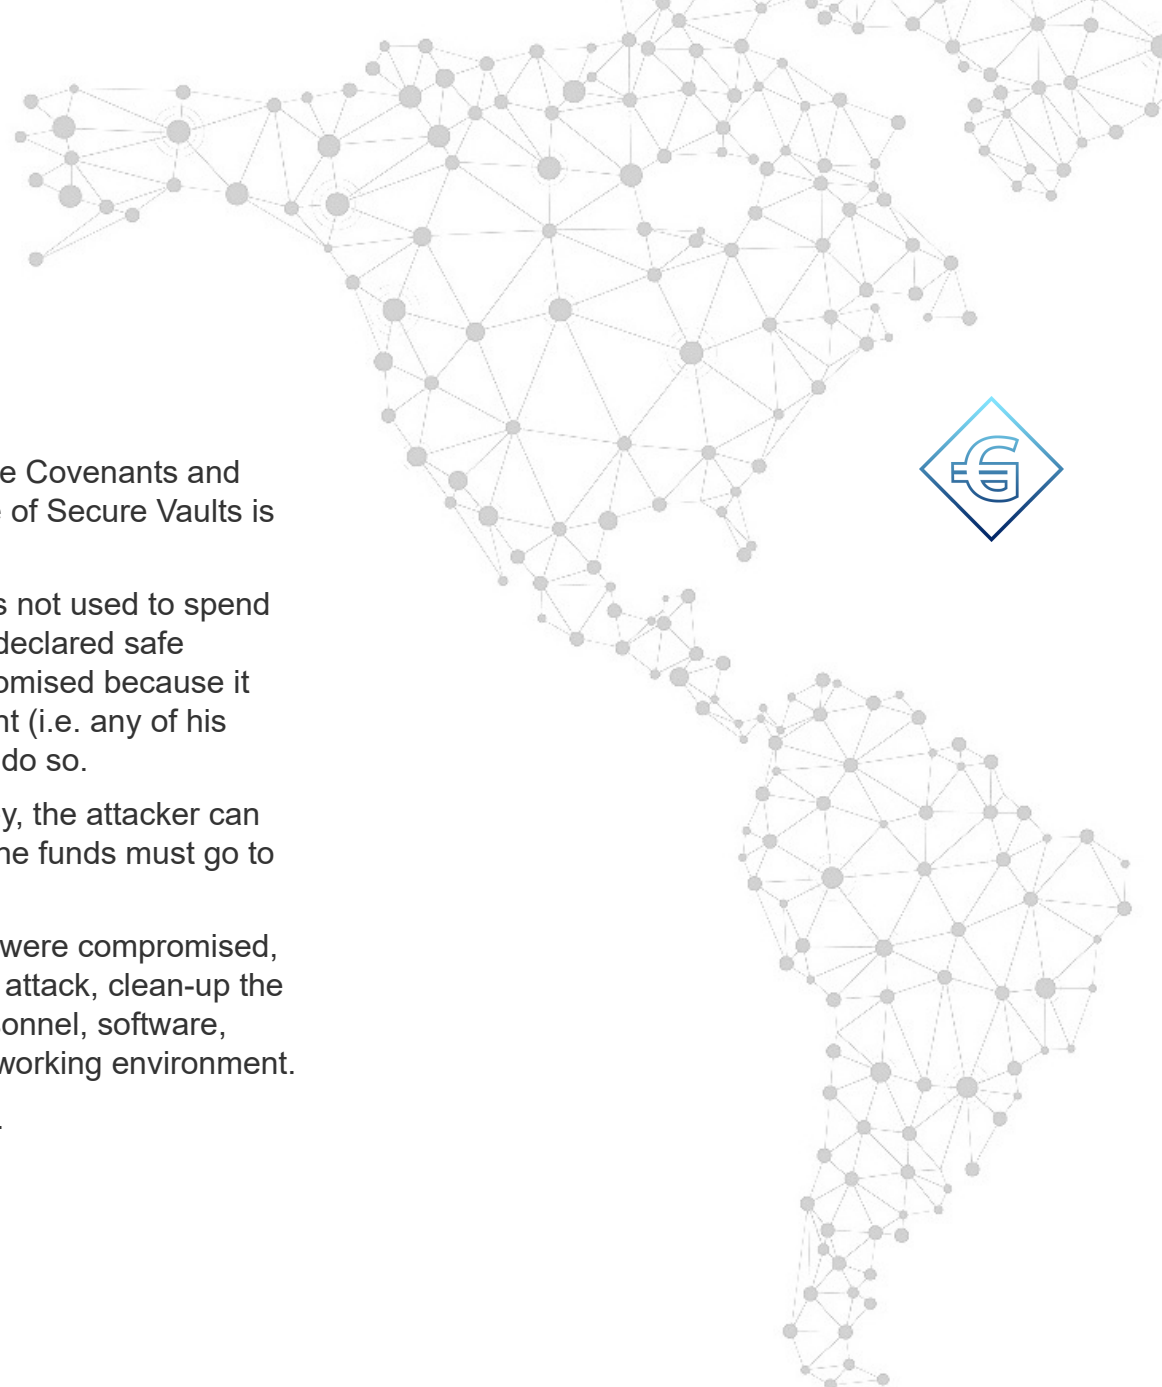 e Covenants and
of Secure Vaults is
not used to spend
declared safe
omised because it
nt (i.e. any of his
do so.
y, the attacker can
he funds must go to
were compromised,
attack, clean-up the
onnel, software,
working environment.
.